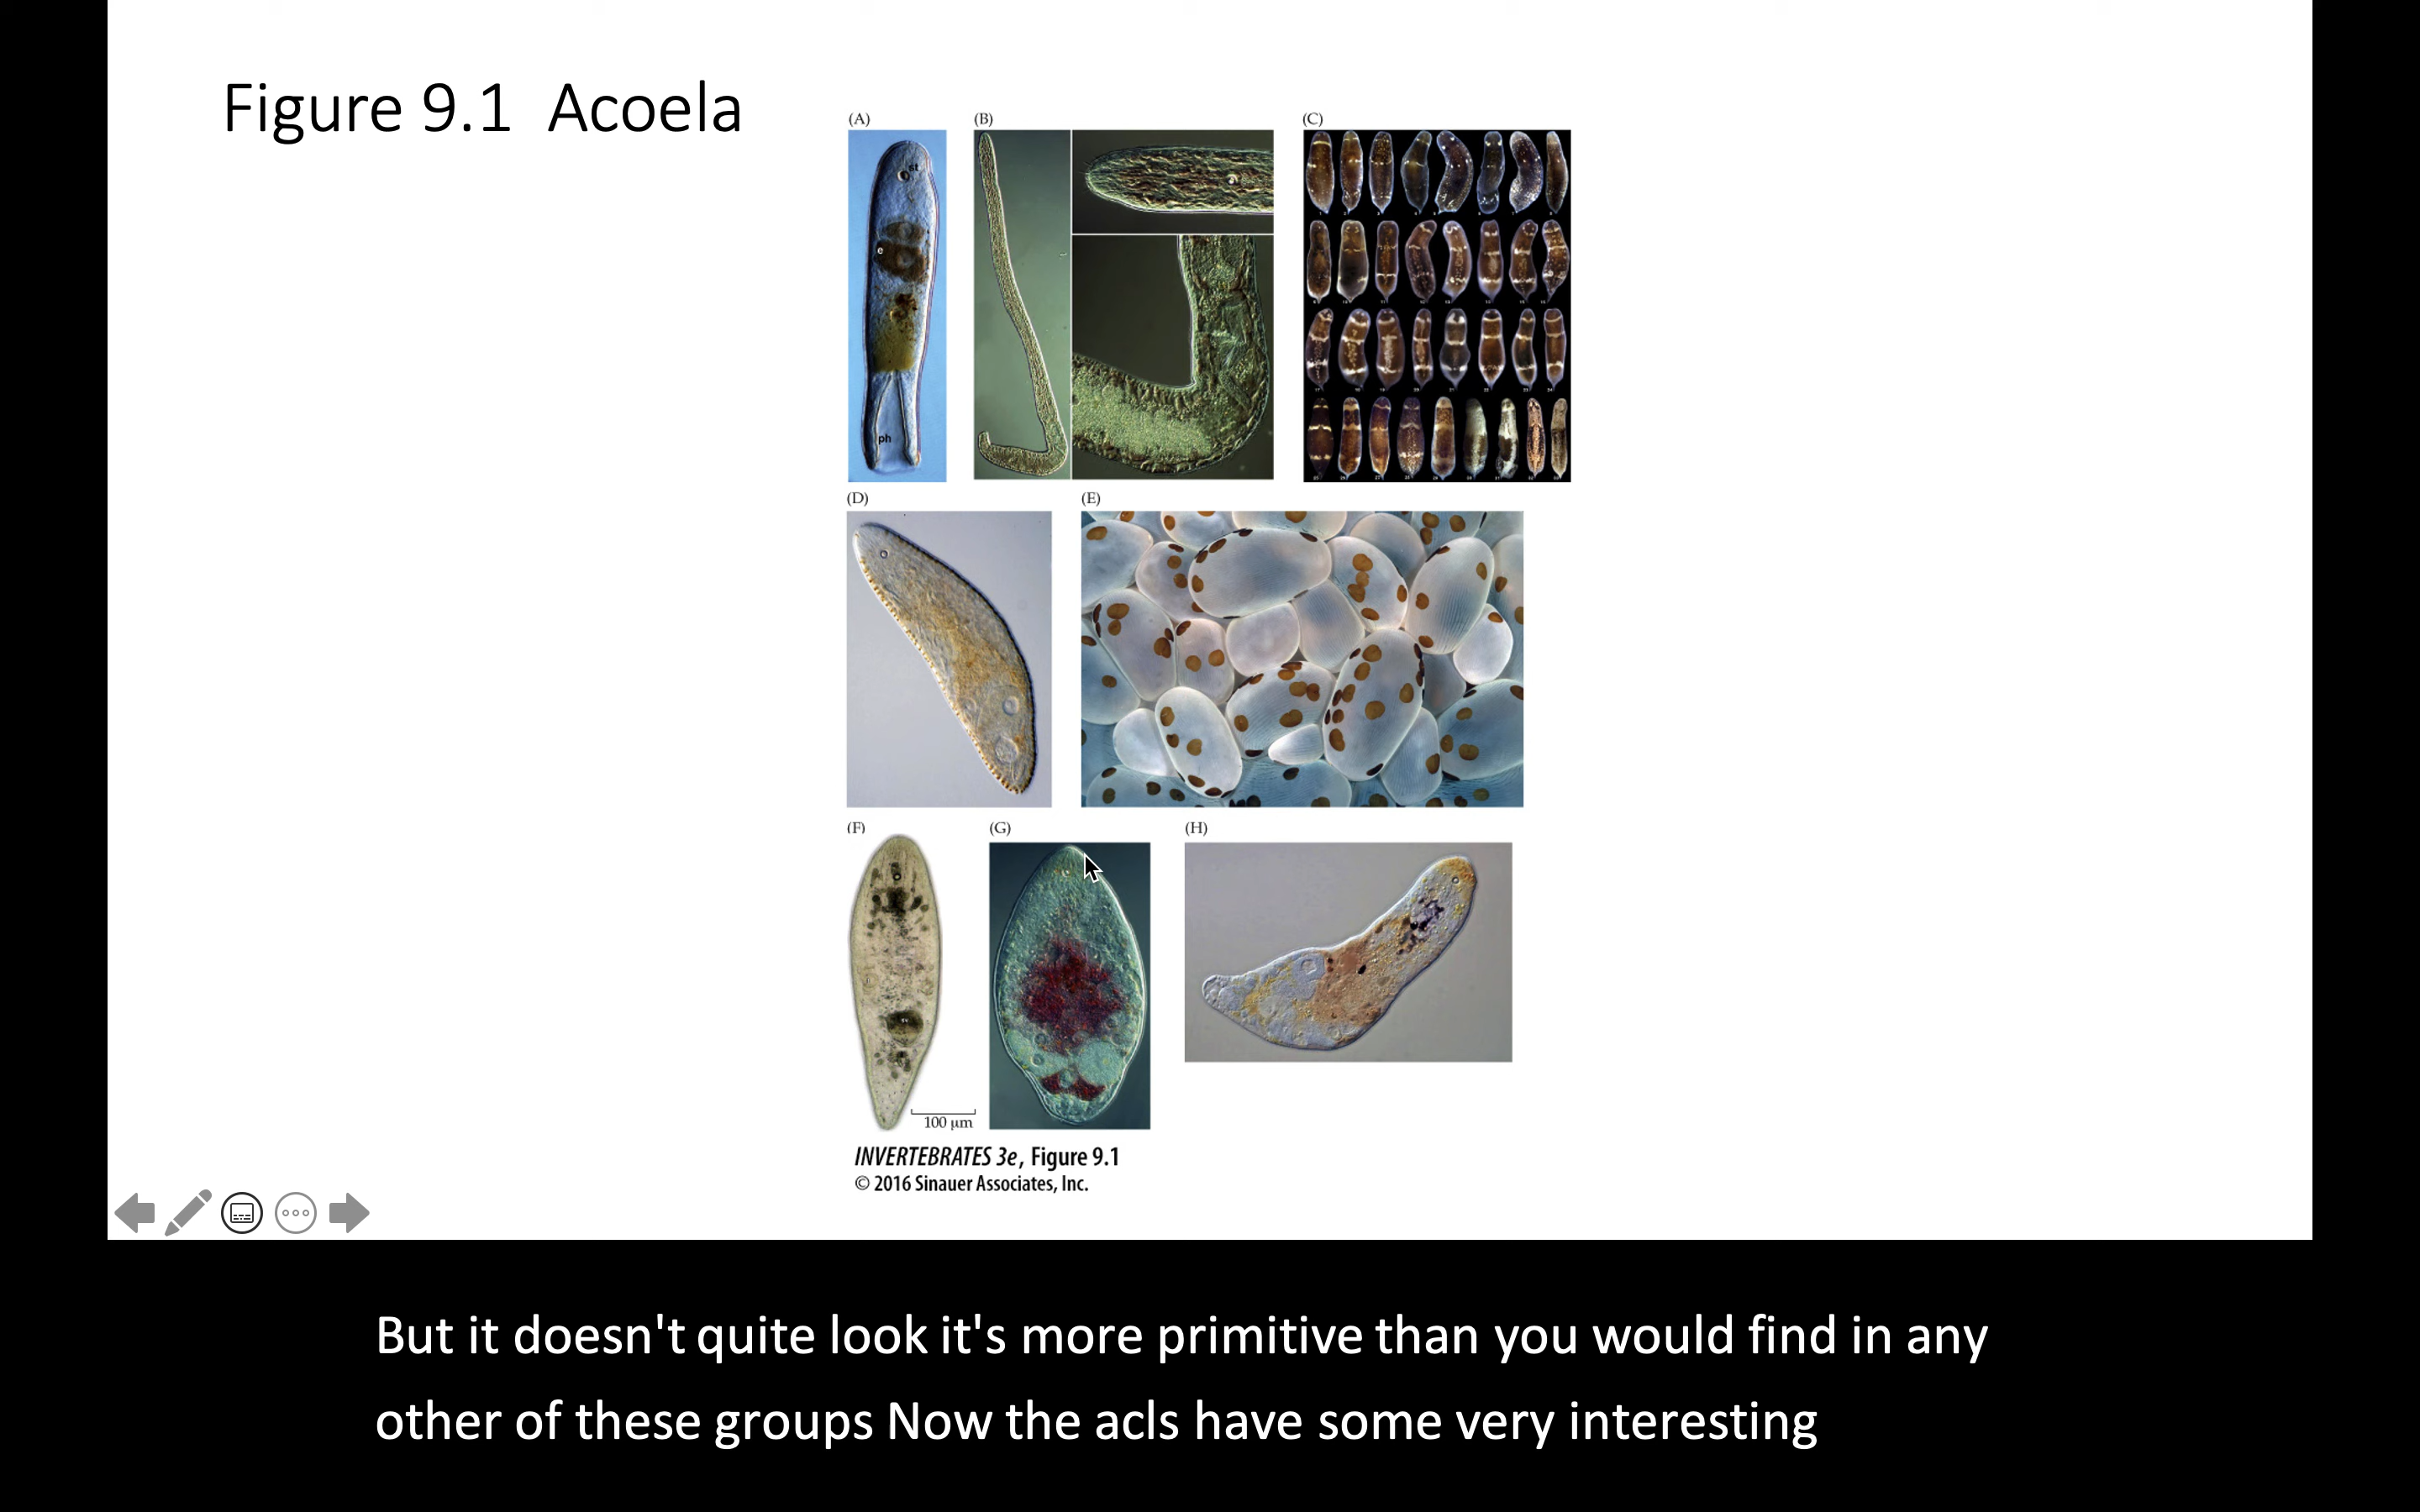 Figure 9.1 Acoela
(A)
(B)
(C)
st
e
ph
(D)
(E)
(F)
(G)
(H)
100 µm
INVERTEBRATES 3e, Figure 9.1
© 2016 Sinauer Associates, Inc.
But it doesn't quite look it's more primitive than you would find in any
other of these groups Now the acls have some very interesting